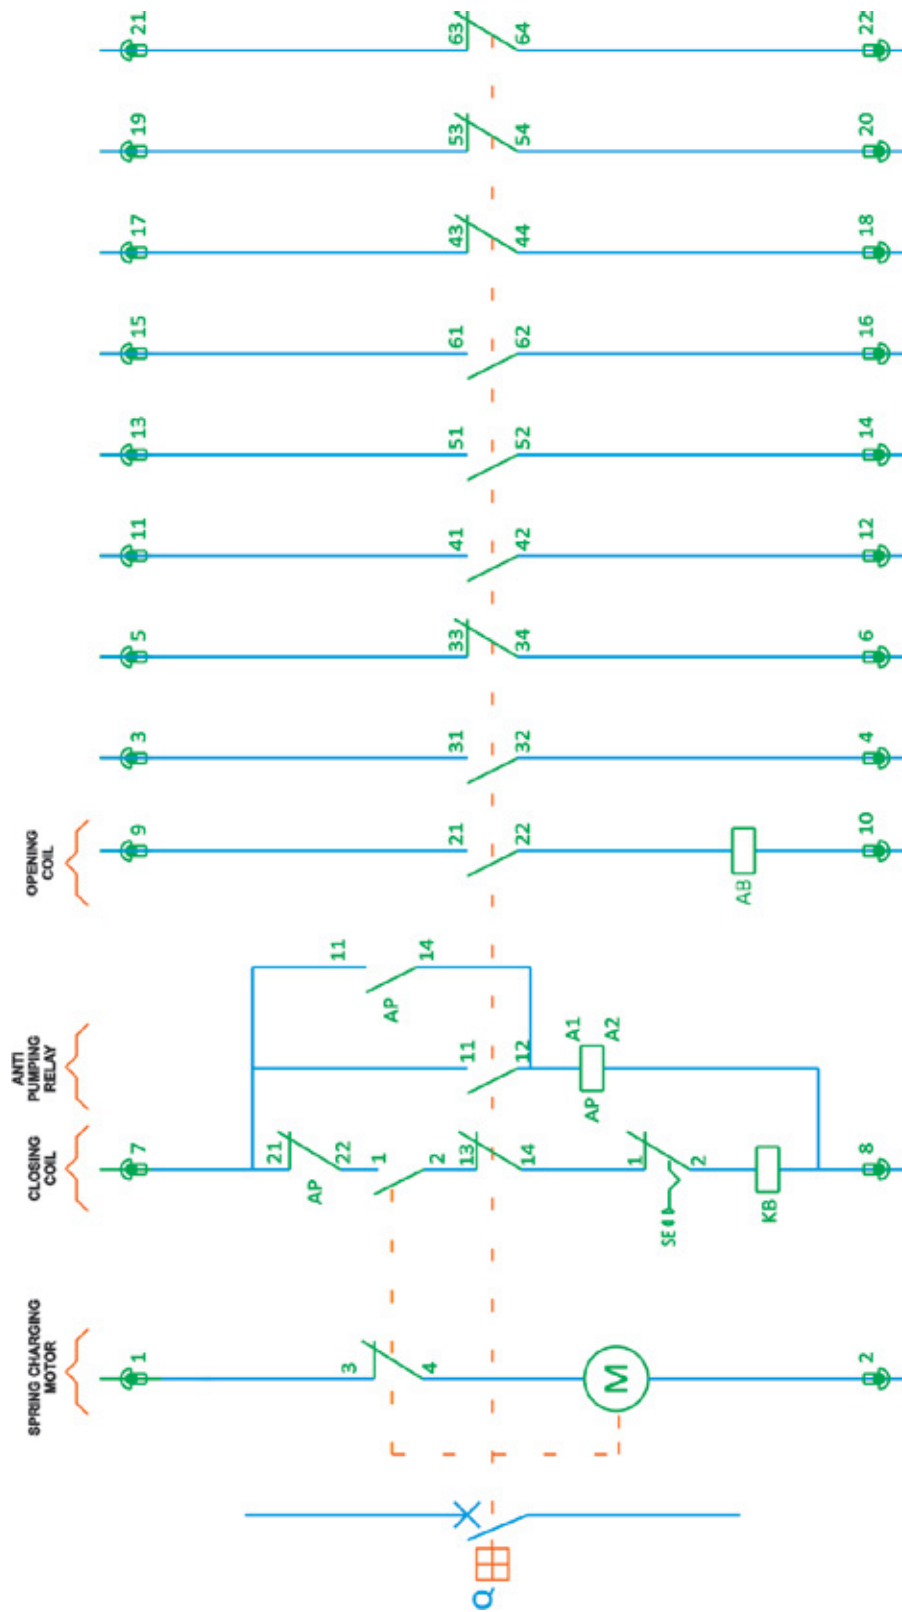 SPRING CHARGING
MOTOR
CLOSING
COIL
ANTI
PUMPING
RELAY
OPENING
COIL
1
7
9
3
5
11
13
15
17
19
21
3
4
AP
21
22
1
2
13
14
AP
11
14
11
12
21
22
31
32
33
34
41
42
51
52
61
62
43
44
53
54
63
64
Q
M
SE
1
2
KB
AP
A1
A2
AB
2
8
10
4
6
12
14
16
18
20
22